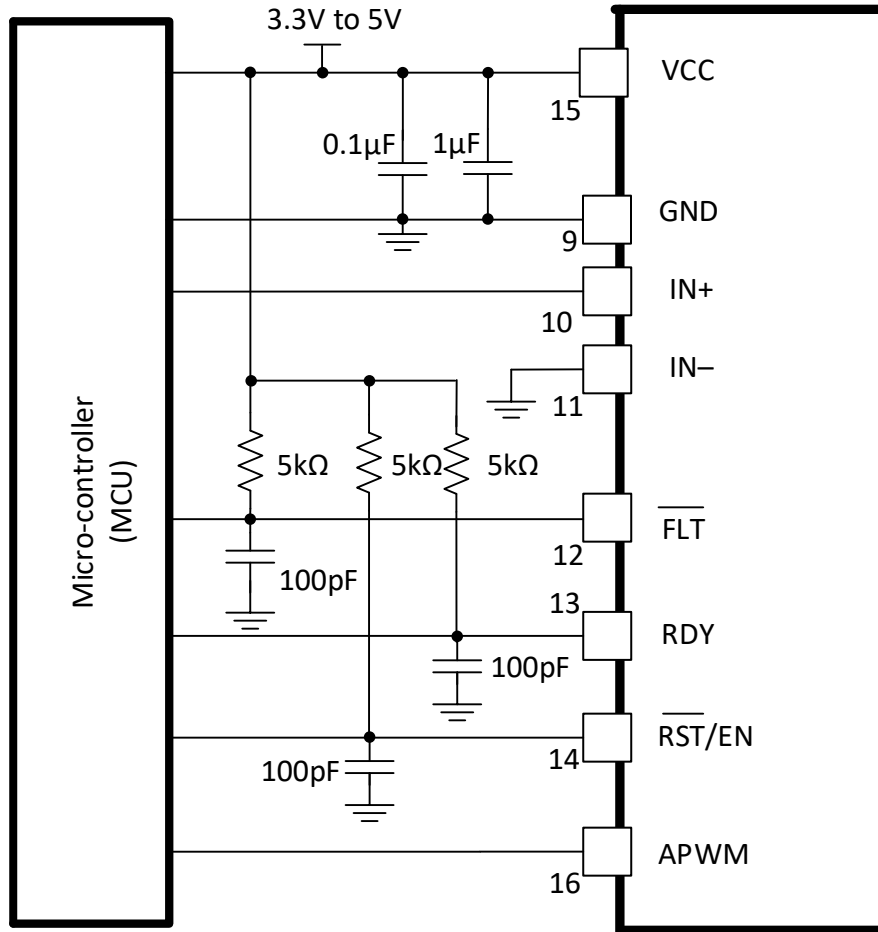 3.3V to 5V
VCC
15
0.1µF
1µF
GND
9
IN+
10
IN–
11
Micro-controller
(MCU)
5kΩ
5kΩ
5kΩ
FLT
12
100pF
13
RDY
100pF
RST/EN
14
100pF
APWM
16